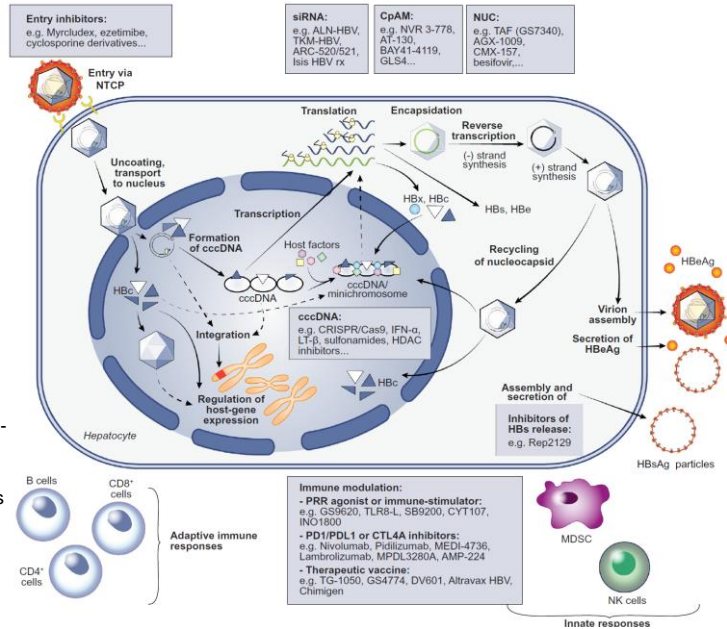 Entry inhibitors:
e.g. Myrcludex, ezetimibe,
cyclosporine derivatives...
siRNA:
e.g. ALN-HBV,
TKM-HBV,
ARC-520/521,
Isis HBV rx
CpAM:
e.g. NVR 3-778,
AT-130,
BAY41-4119,
GLS4...
NUC:
e.g. TAF (GS7340),
AGX-1009,
CMX-157,
besifovir,...
Entry via
NTCP
Uncoating,
transport
to nucleus
Translation
Encapsidation
Reverse
transcription
(-) strand
synthesis
(+) strand
synthesis
Transcription
HBx, HBc
HBs, HBe
Formation
of cccDNA
Host factors
cccDNA
cccDNA/
minichromosome
Recycling
of nucleocapsid
HBeAg
HBc
cccDNA:
e.g. CRISPR/Cas9, IFN-α,
LT-β, sulfonamides, HDAC
inhibitors...
Integration
Virion
assembly
Secretion of
HBeAg
HBc
Regulation of
host-gene
expression
Assembly and
secretion of
Inhibitors of
HBs release:
e.g. Rep2129
Hepatocyte
HBsAg particles
-
s
B cells
CD8⁺
cells
CD4⁺
cells
Adaptive immune
responses
Immune modulation:
- PRR agonist or immune-stimulator:
e.g. GS9620, TLR8-L, SB9200, CYT107,
INO1800
- PD1/PDL1 or CTL4A inhibitors:
e.g. Nivolumab, Pidilizumab, MEDI-4736,
Lambrolizumab, MPDL3280A, AMP-224
- Therapeutic vaccine:
e.g. TG-1050, GS4774, DV601, Altravax HBV,
Chimigen
MDSC
NK cells
Innate responses